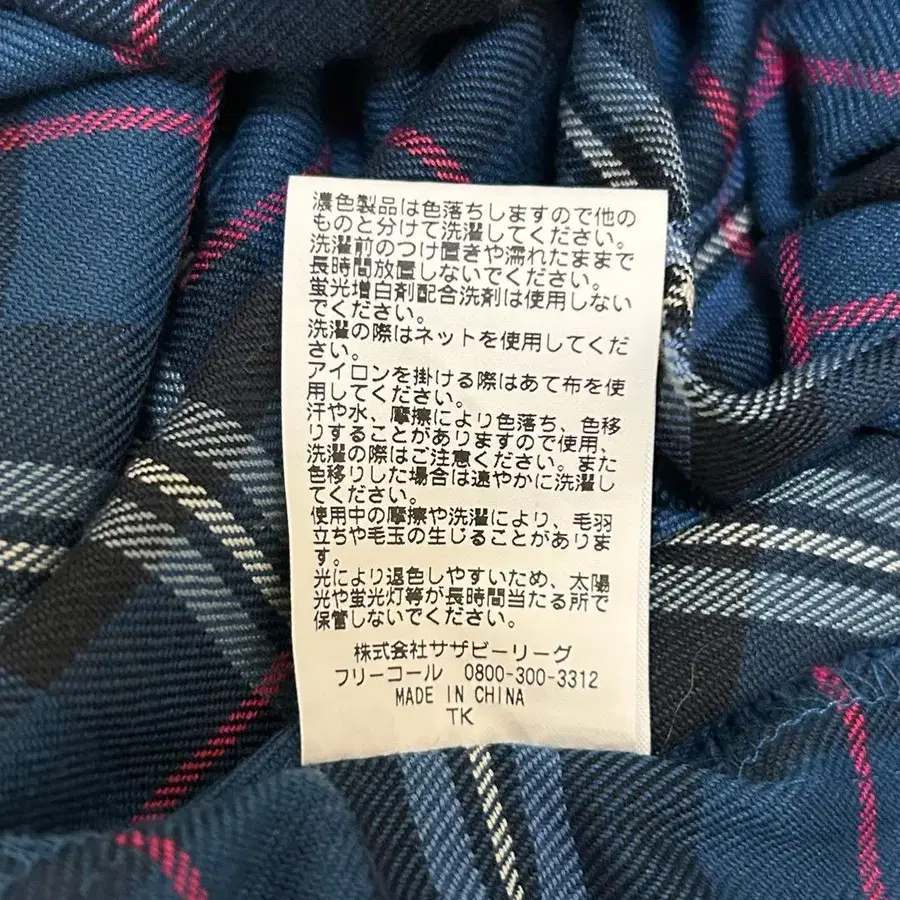 濃色製品は色落ちしますので他の
ものと分けて洗濯してください。
洗濯前のつけ置きや濡れたままで
長時間放置しないでください。
蛍光増白剤配合洗剤は使用しない
でください。
洗濯の際はネットを使用してくだ
さい。
アイロンを掛ける際はあて布を使
用してください。
汗や水、摩擦により色落ち、色移
りすることがありますので使用、
洗濯の際はご注意ください。また
色移りした場合は速やかに洗濯し
てください。
使用中の摩擦や洗濯により、毛羽
立ちや毛玉の生じることがありま
す。
光により退色しやすいため、太陽
光や蛍光灯等が長時間当たる所で
保管しないでください。
株式会社サザビーリーグ
フリーコール 0800-300-3312
MADE IN CHINA
TK